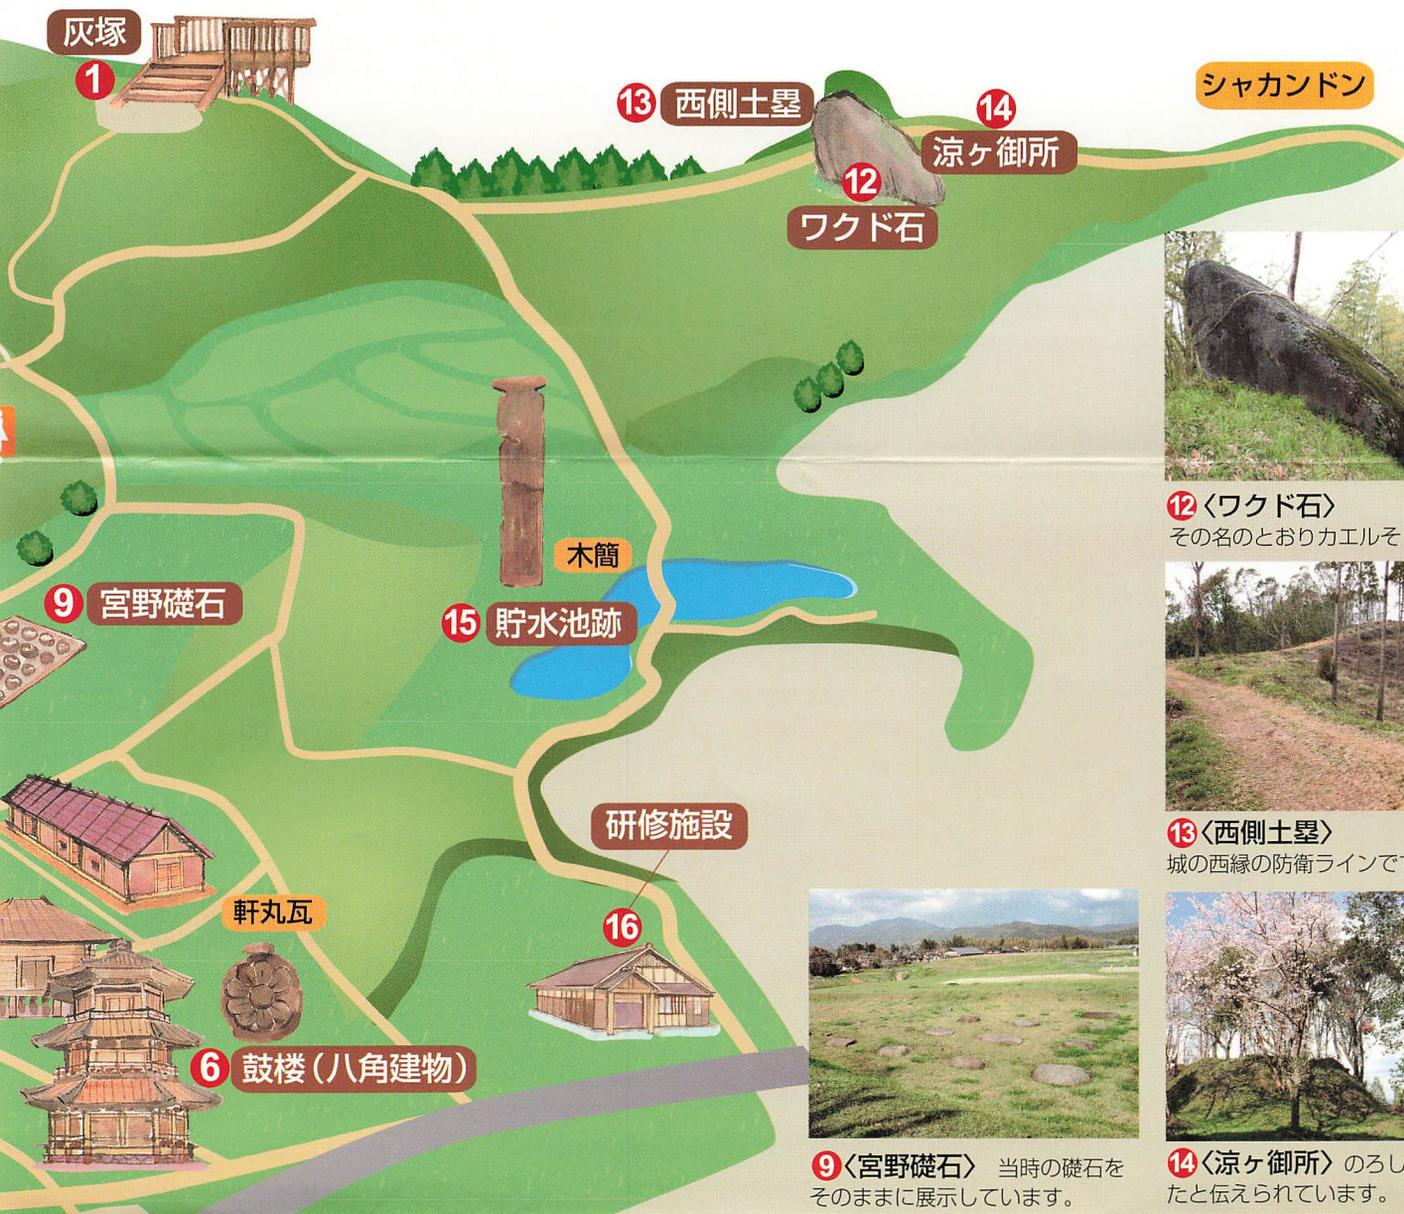 灰塚
1
13 西側土塁
14
涼ヶ御所
シャカンドン
12
ワクド石
12〈ワクド石〉
その名のとおりカエルそ
木簡
9 宮野礎石
15 貯水池跡
13〈西側土塁〉
城の西縁の防衛ラインで
研修施設
16
軒丸瓦
6 鼓楼(八角建物)
9〈宮野礎石〉 当時の礎石を
そのままに展示しています。
14〈涼ヶ御所〉のろし
たと伝えられています。